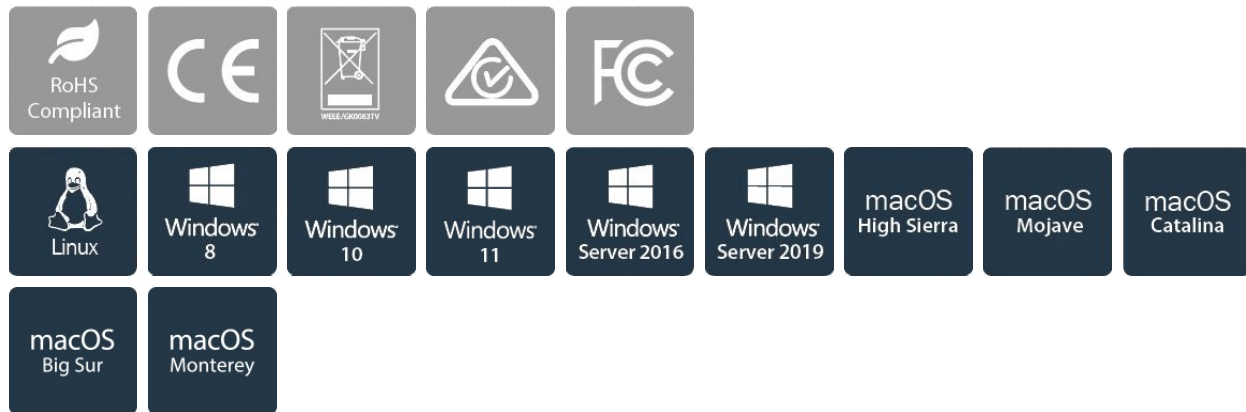 RoHS
Compliant
CE
WEEE/GK0063TV
FC
Linux
Windows
8
Windows
10
Windows
11
Windows
Server 2016
Windows
Server 2019
macOS
High Sierra
macOS
Mojave
macOS
Catalina
macOS
Big Sur
macOS
Monterey